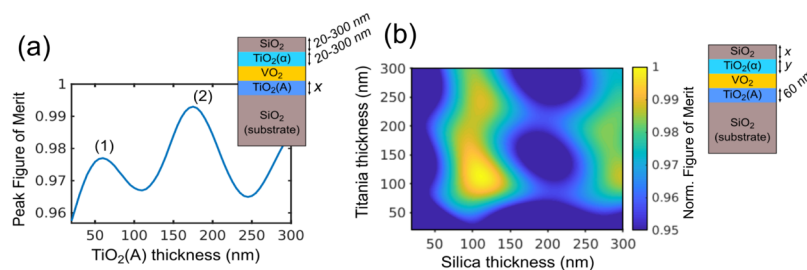 (a)
SiO2
TiO2(α)
VO2
TiO2(A)
SiO2
(substrate)
20-300 nm
20-300 nm
x
Peak Figure of Merit
1
0.99
0.98
0.97
0.96
(1)
(2)
50
100
150
200
250
300
TiO2(A) thickness (nm)
(b)
Titania thickness (nm)
300
250
200
150
100
50
50
100
150
200
250
300
Silica thickness (nm)
1
0.99
0.98
0.97
0.96
0.95
Norm. Figure of Merit
SiO2
TiO2(α)
VO2
TiO2(A)
SiO2
(substrate)
x
y
60 nm